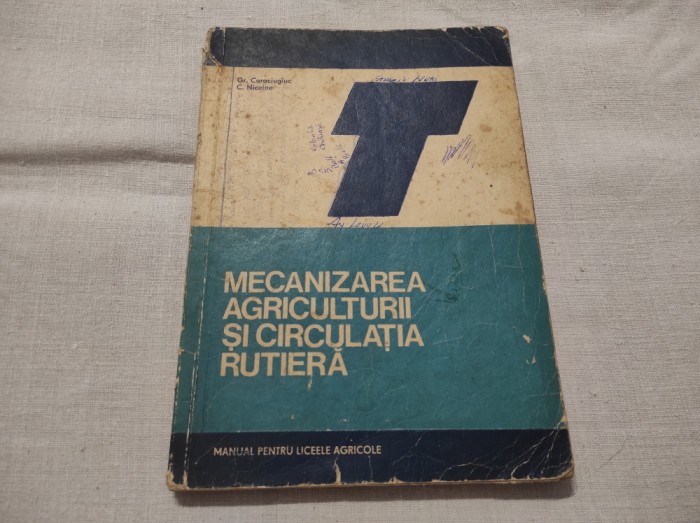 Gr. Caraciugiuc
C. Nicolae
T
MECANIZAREA
AGRICULTURII
ȘI CIRCULAȚIA
RUTIERĂ
MANUAL PENTRU LICEELE AGRICOLE